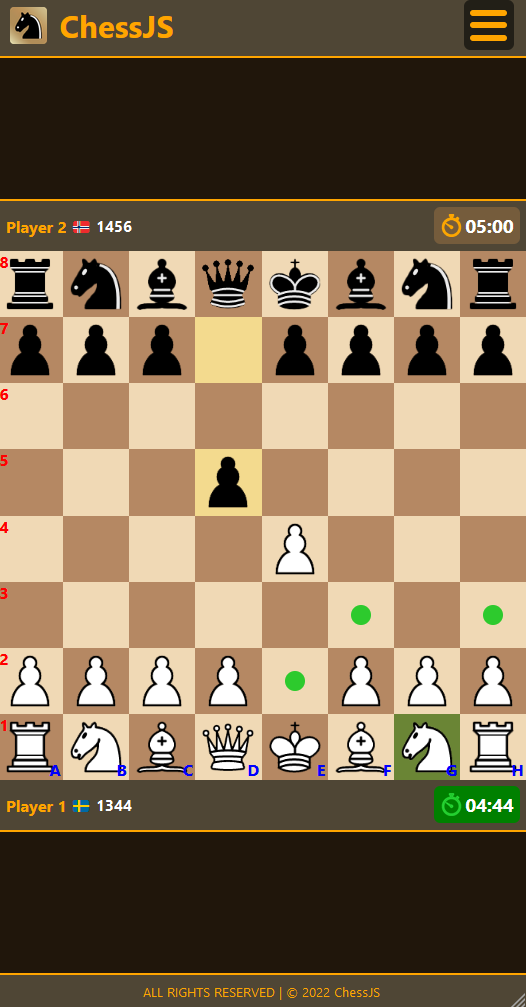 ChessJS
Player 2 1456 05:00
8
7
6
5
4
3
2
1
A B C D E F G H
Player 1 1344 04:44
ALL RIGHTS RESERVED | © 2022 ChessJS